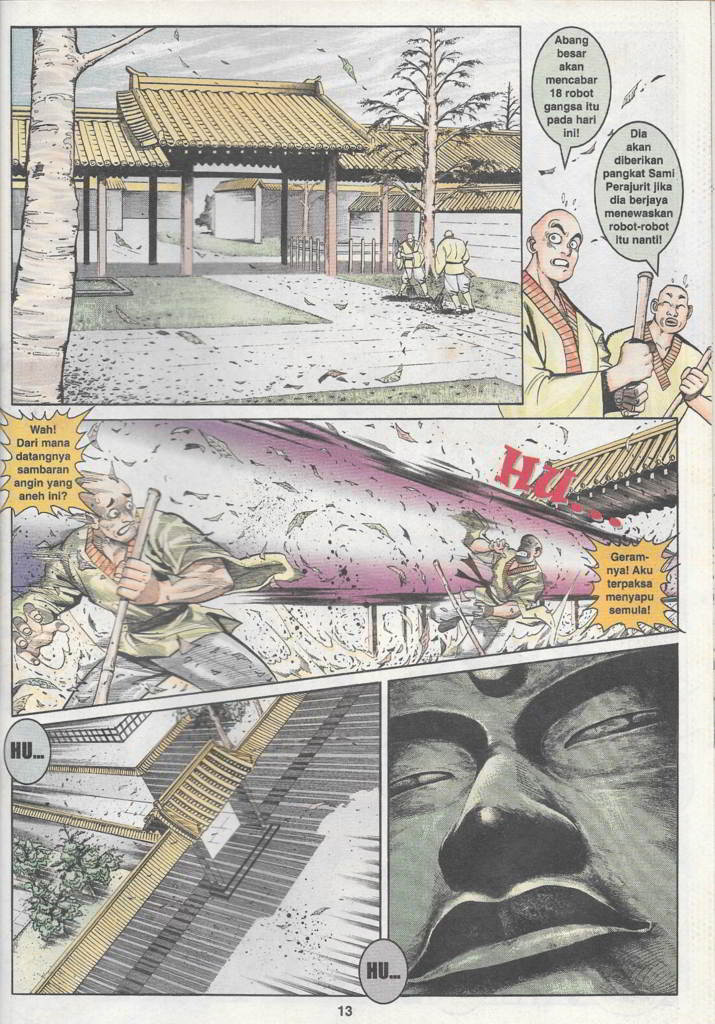 Abang
besar
akan
mencabar
18 robot
gangsa itu
pada hari
ini!
Dia
akan
diberikan
pangkat Sami
Perajurit jika
dia berjaya
menewaskan
robot-robot
itu nanti!
Wah!
Dari mana
datangnya
sambaran
angin yang
aneh ini?
HU...
Geram-
nya! Aku
terpaksa
menyapu
semula!
HU...
HU...
13